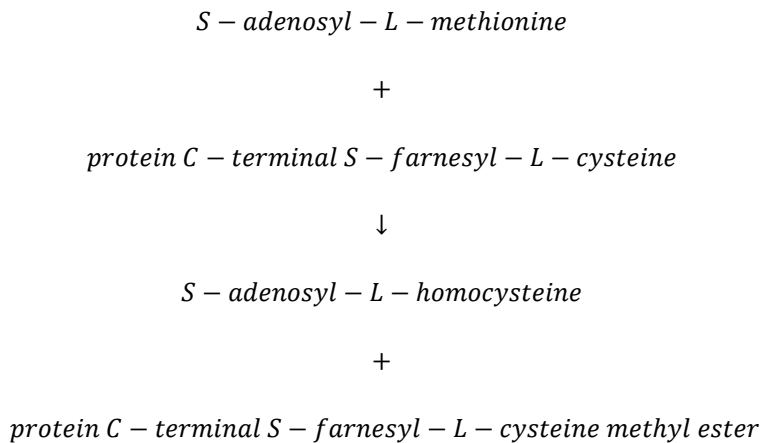 S − adenosyl − L − methionine
+
protein C − terminal S − farnesyl − L − cysteine
↓
S − adenosyl − L − homocysteine
+
protein C − terminal S − farnesyl − L − cysteine methyl ester